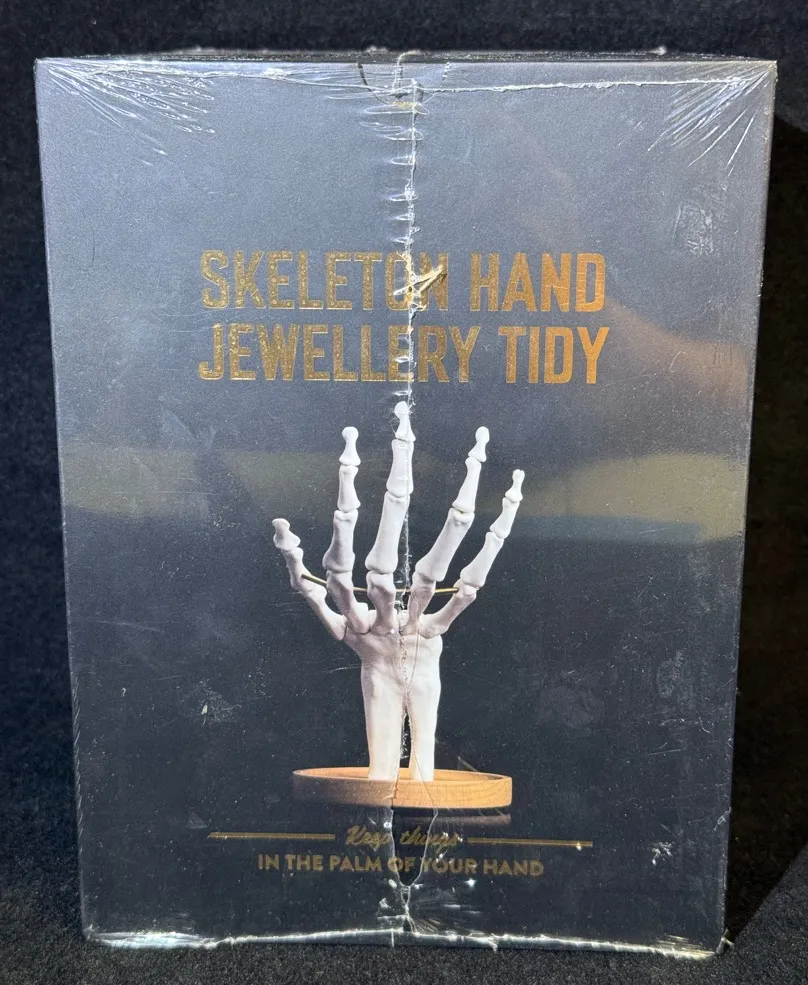 SKELETON HAND
JEWELLERY TIDY
Keep things
IN THE PALM OF YOUR HAND